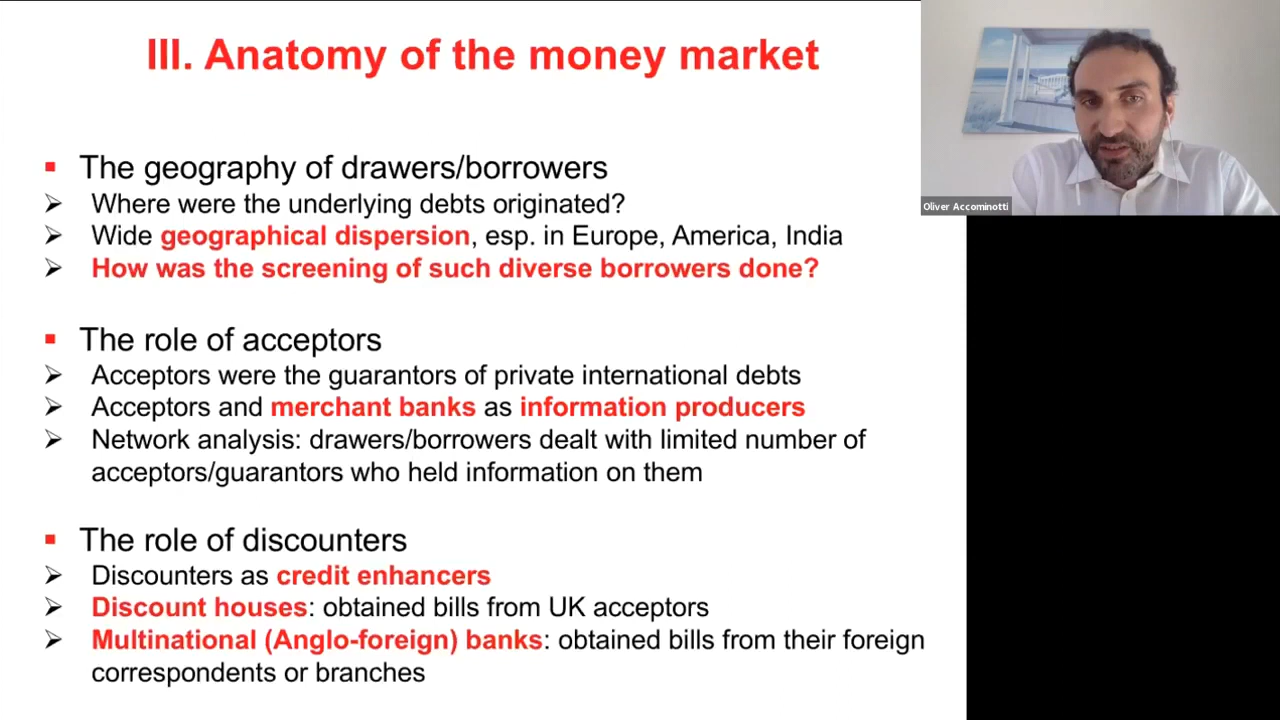 III. Anatomy of the money market
The geography of drawers/borrowers
Where were the underlying debts originated?
Wide geographical dispersion, esp. in Europe, America, India
How was the screening of such diverse borrowers done?
The role of acceptors
Acceptors were the guarantors of private international debts
Acceptors and merchant banks as information producers
Network analysis: drawers/borrowers dealt with limited number of
acceptors/guarantors who held information on them
The role of discounters
Discounters as credit enhancers
Discount houses: obtained bills from UK acceptors
Multinational (Anglo-foreign) banks: obtained bills from their foreign
correspondents or branches
Oliver Accominotti